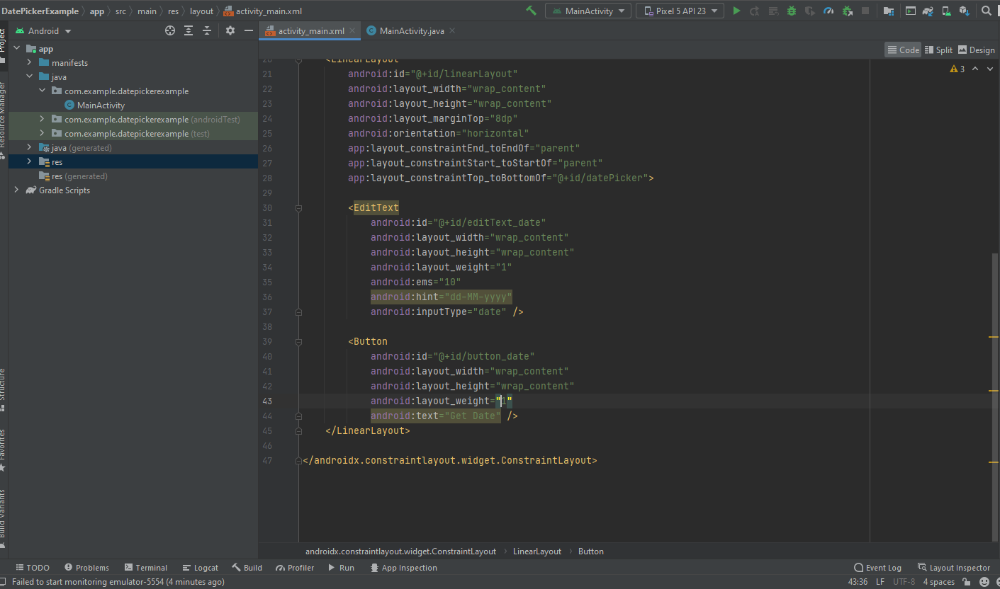 DatePickerExample app src main res layout activity_main.xml MainActivity Pixel 5 API 23
Android activity_main.xml MainActivity.java
Project
Resource Manager
Structure
Favorites
Build Variants
Code Split Design
app
manifests
java
com.example.datepickerexample
MainActivity
com.example.datepickerexample (androidTest)
com.example.datepickerexample (test)
java (generated)
res
res (generated)
Gradle Scripts
3
20 <LinearLayout
21 android:id="@+id/linearLayout"
22 android:layout_width="wrap_content"
23 android:layout_height="wrap_content"
24 android:layout_marginTop="8dp"
25 android:orientation="horizontal"
26 app:layout_constraintEnd_toEndOf="parent"
27 app:layout_constraintStart_toStartOf="parent"
28 app:layout_constraintTop_toBottomOf="@+id/datePicker">
29
30 <EditText
31 android:id="@+id/editText_date"
32 android:layout_width="wrap_content"
33 android:layout_height="wrap_content"
34 android:layout_weight="1"
35 android:ems="10"
36 android:hint="dd-MM-yyyy"
37 android:inputType="date" />
38
39 <Button
40 android:id="@+id/button_date"
41 android:layout_width="wrap_content"
42 android:layout_height="wrap_content"
43 android:layout_weight="1"
44 android:text="Get Date" />
45 </LinearLayout>
46
47 </androidx.constraintlayout.widget.ConstraintLayout>
androidx.constraintlayout.widget.ConstraintLayout LinearLayout Button
TODO Problems Terminal Logcat Build Profiler Run App Inspection Event Log Layout Inspector
Failed to start monitoring emulator-5554 (4 minutes ago) 43:36 LF UTF-8 4 spaces